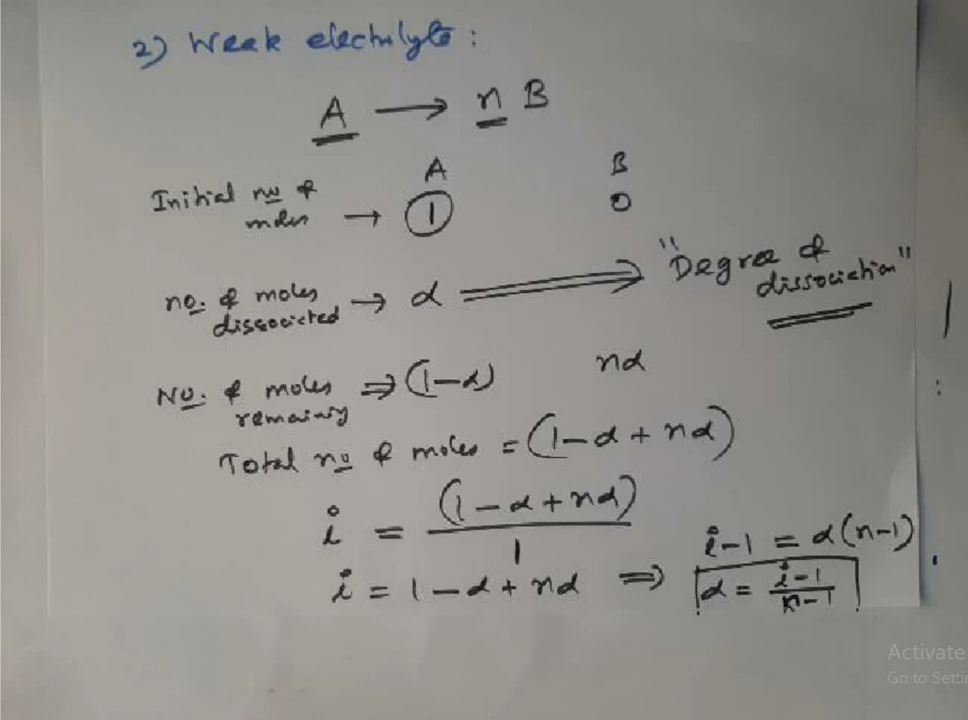 2) Weak electrolyte:
A → n B
A B
Initial no of moles → 1 0
no. of moles dissociated → α ⟹ "Degree of dissociation"
No. of moles remaining ⇒ (1-α) nα
Total no of moles = (1-α+nα)
i = (1-α+nα) / 1
i-1 = α(n-1)
i = 1-α+nα ⇒ α = i-1 / n-1
Activate
Go to Settin